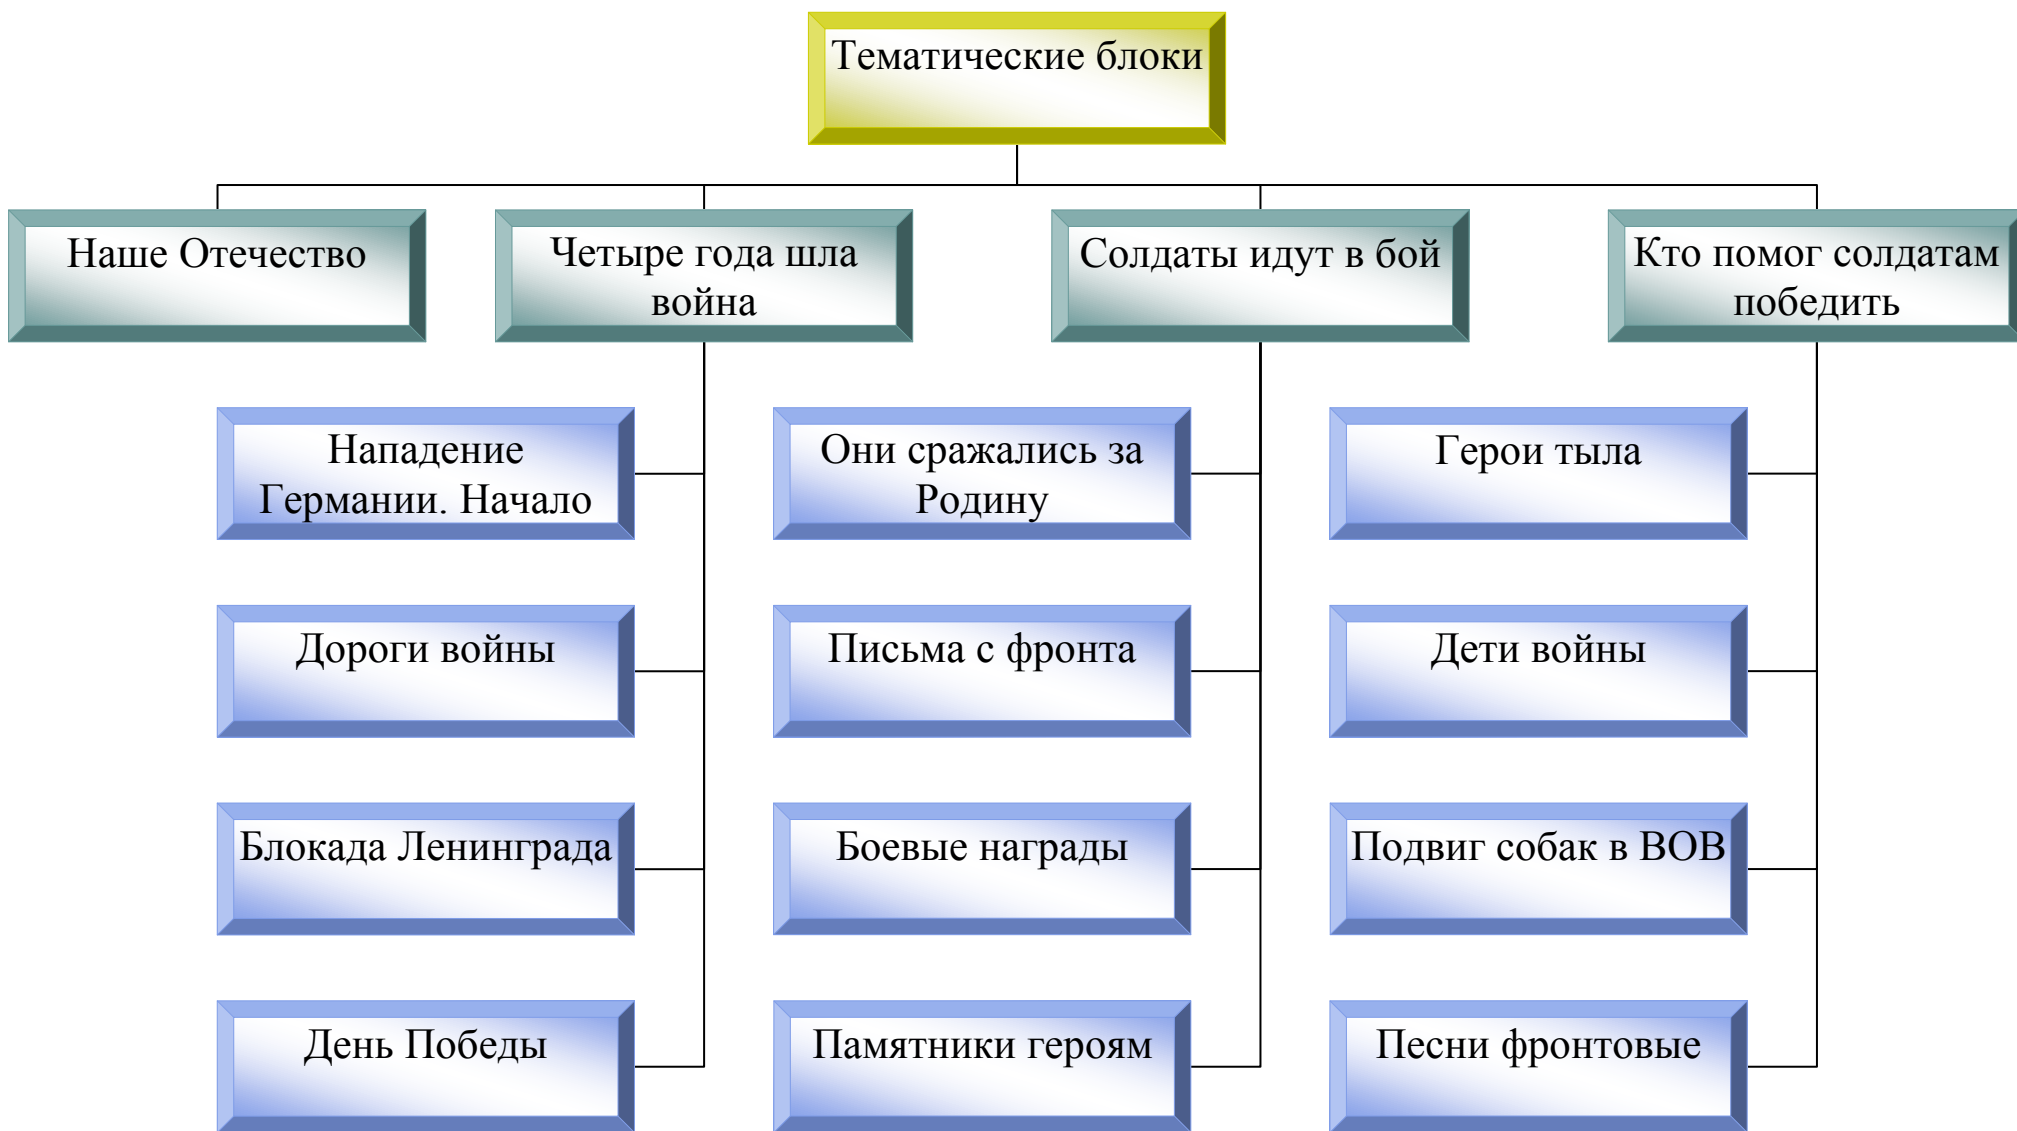 Тематические блоки
Наше Отечество
Четыре года шла
война
Солдаты идут в бой
Кто помог солдатам
победить
Нападение
Германии. Начало
Они сражались за
Родину
Герои тыла
Дороги войны
Письма с фронта
Дети войны
Блокада Ленинграда
Боевые награды
Подвиг собак в ВОВ
День Победы
Памятники героям
Песни фронтовые